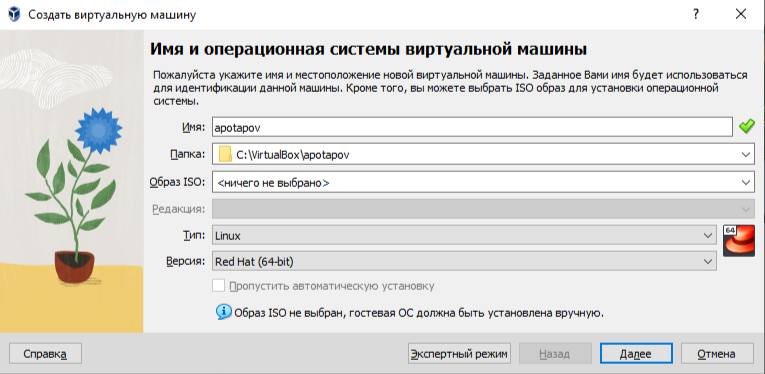 Создать виртуальную машину
Имя и операционная системы виртуальной машины
Пожалуйста укажите имя и местоположение новой виртуальной машины. Заданное Вами имя будет использоваться
для идентификации данной машины. Кроме того, вы можете выбрать ISO образ для установки операционной
системы.
Имя: apotapov
Папка: C:\VirtualBox\apotapov
Образ ISO: <ничего не выбрано>
Редакция:
Тип: Linux
64
Версия: Red Hat (64-bit)
Пропустить автоматическую установку
Образ ISO не выбран, гостевая ОС должна быть установлена вручную.
Справка Экспертный режим Назад Далее Отмена